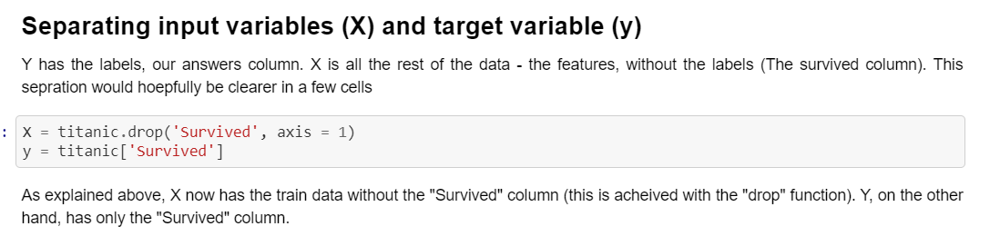 Separating input variables (X) and target variable (y)
Y has the labels, our answers column. X is all the rest of the data - the features, without the labels (The survived column). This
sepration would hoepfully be clearer in a few cells
: X = titanic.drop('Survived', axis = 1)
y = titanic['Survived']
As explained above, X now has the train data without the "Survived" column (this is acheived with the "drop" function). Y, on the other
hand, has only the "Survived" column.